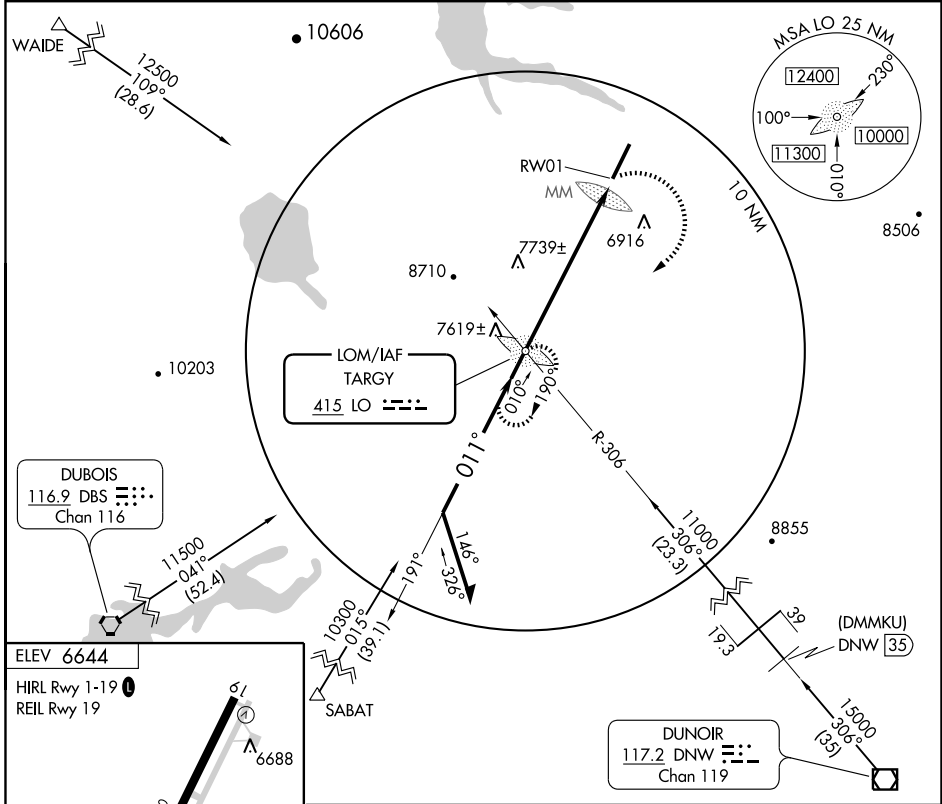 WAIDE
12500
109°
(28.6)
10606
MSA LO 25 NM
12400
230°
100°
10000
11300
010°
RW01
MM
10 NM
6916
7739±
8506
8710
7619±
10203
LOM/IAF
TARGY
415 LO
010°
190°
R-306
011°
DUBOIS
116.9 DBS
Chan 116
11500
041°
(52.4)
146°
326°
191°
10300
015°
(39.1)
SABAT
11000
306°
(23.3)
8855
39
19.3
(DMMKU)
DNW 35
15000
306°
(35)
DUNOIR
117.2 DNW
Chan 119
ELEV 6644
HIRL Rwy 1-19 L
REIL Rwy 19
19
6688